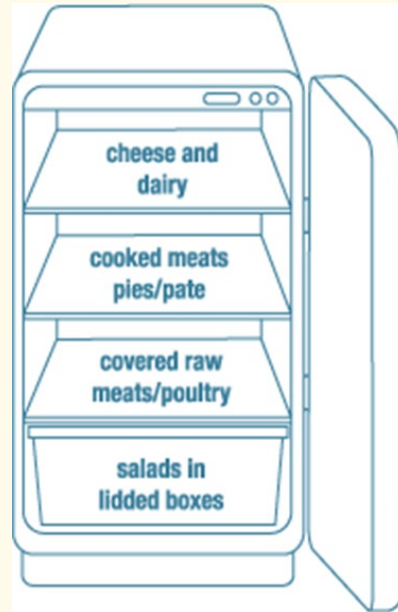 cheese and
dairy
cooked meats
pies/pate
covered raw
meats/poultry
salads in
lidded boxes